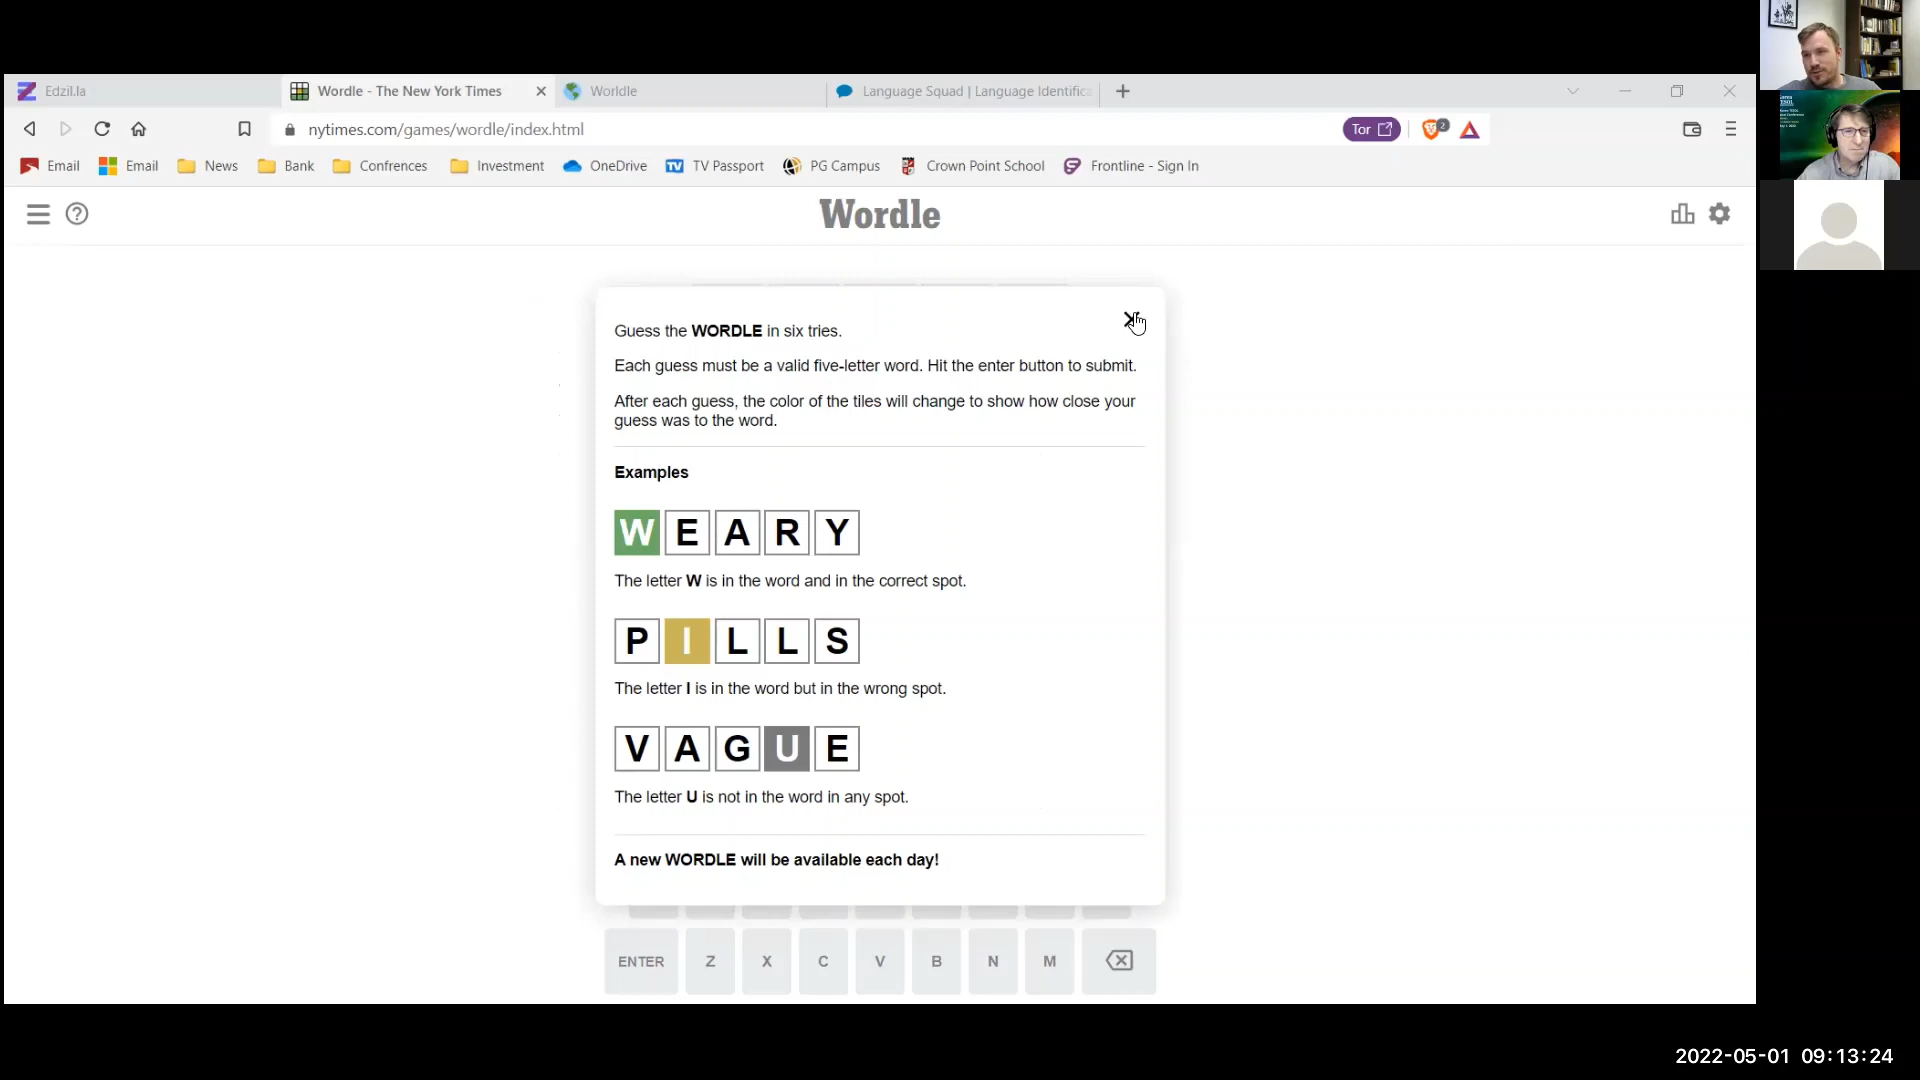 Edzil.la
Wordle - The New York Times
Worldle
Language Squad | Language Identifica
nytimes.com/games/wordle/index.html
Tor
2
Email
Email
News
Bank
Confrences
Investment
OneDrive
TV Passport
PG Campus
Crown Point School
Frontline - Sign In
Wordle
Guess the WORDLE in six tries.
Each guess must be a valid five-letter word. Hit the enter button to submit.
After each guess, the color of the tiles will change to show how close your
guess was to the word.
Examples
WEARY
The letter W is in the word and in the correct spot.
PILLS
The letter I is in the word but in the wrong spot.
VAGUE
The letter U is not in the word in any spot.
A new WORDLE will be available each day!
ENTER Z X C V B N M
2022-05-01 09:13:24